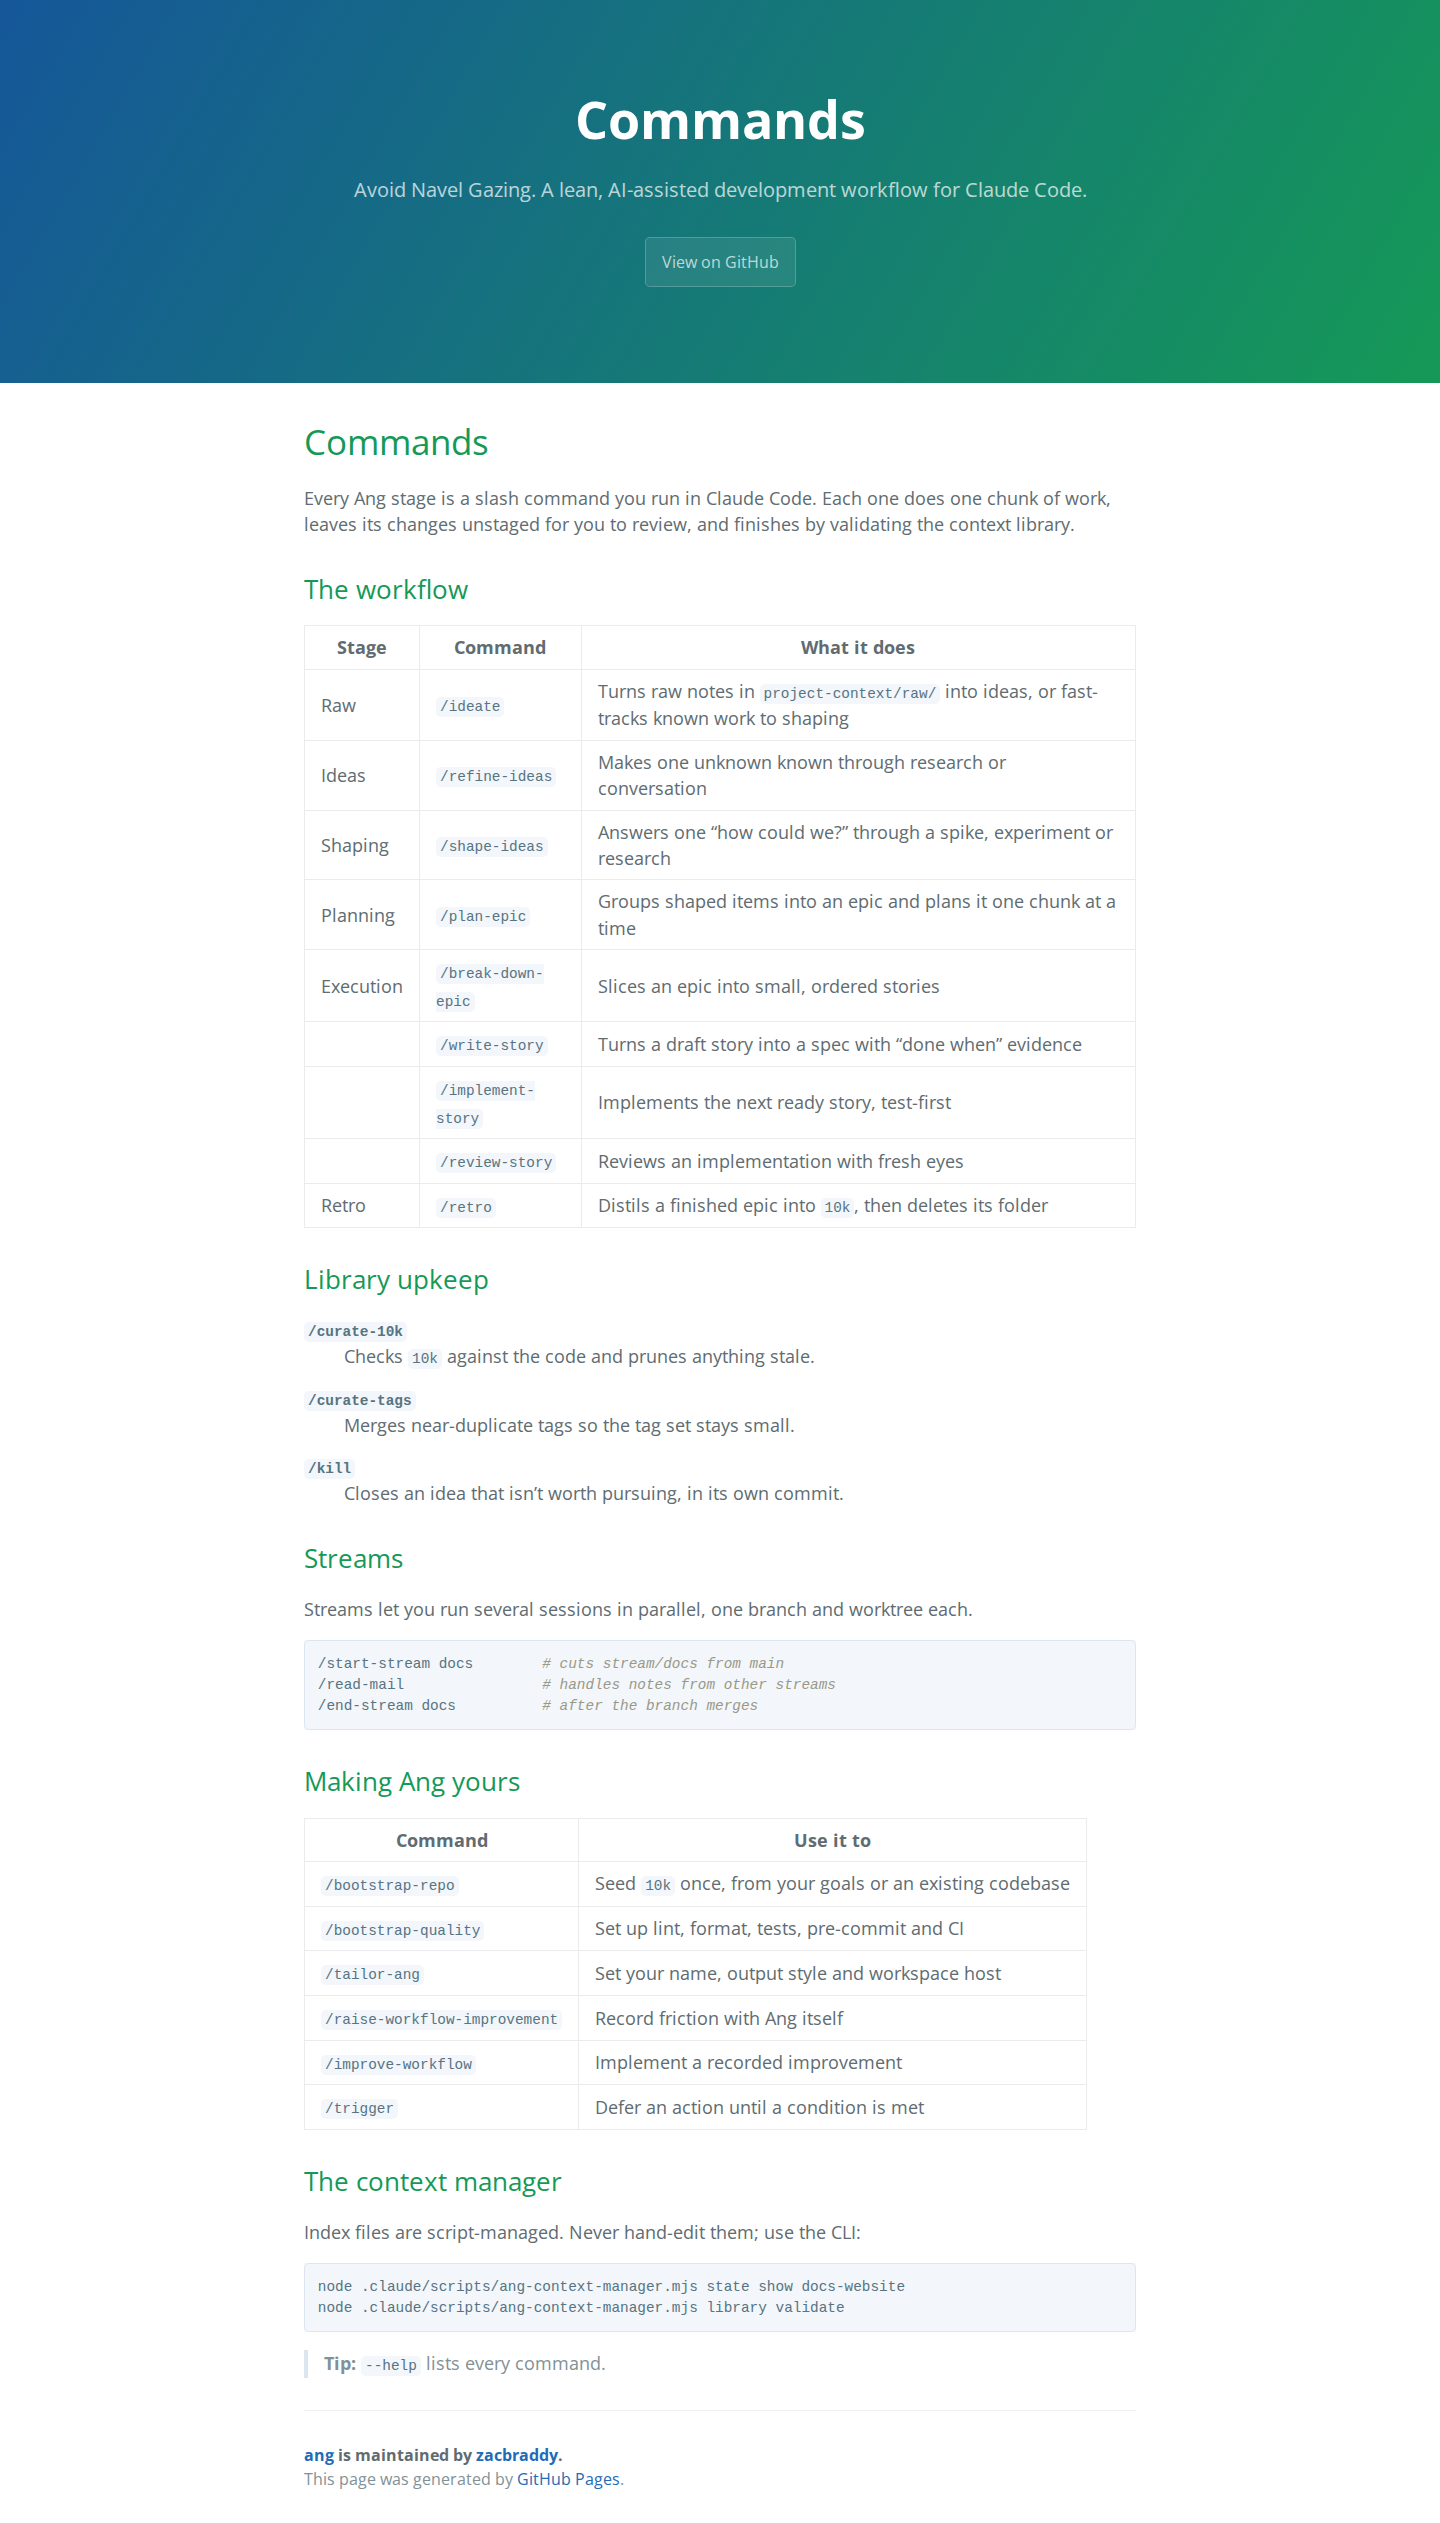 Commands
Avoid Navel Gazing. A lean, AI-assisted development workflow for Claude Code.
View on GitHub
Commands
Every Ang stage is a slash command you run in Claude Code. Each one does one chunk of work,
leaves its changes unstaged for you to review, and finishes by validating the context library.
The workflow
Stage Command What it does
Raw /ideate Turns raw notes in project-context/raw/ into ideas, or fast-
tracks known work to shaping
Ideas /refine-ideas Makes one unknown known through research or
conversation
Shaping /shape-ideas Answers one “how could we?” through a spike, experiment or
research
Planning /plan-epic Groups shaped items into an epic and plans it one chunk at a
time
Execution /break-down-
epic Slices an epic into small, ordered stories
/write-story Turns a draft story into a spec with “done when” evidence
/implement-
story Implements the next ready story, test-first
/review-story Reviews an implementation with fresh eyes
Retro /retro Distils a finished epic into 10k, then deletes its folder
Library upkeep
/curate-10k
Checks 10k against the code and prunes anything stale.
/curate-tags
Merges near-duplicate tags so the tag set stays small.
/kill
Closes an idea that isn’t worth pursuing, in its own commit.
Streams
Streams let you run several sessions in parallel, one branch and worktree each.
/start-stream docs # cuts stream/docs from main
/read-mail # handles notes from other streams
/end-stream docs # after the branch merges
Making Ang yours
Command Use it to
/bootstrap-repo Seed 10k once, from your goals or an existing codebase
/bootstrap-quality Set up lint, format, tests, pre-commit and CI
/tailor-ang Set your name, output style and workspace host
/raise-workflow-improvement Record friction with Ang itself
/improve-workflow Implement a recorded improvement
/trigger Defer an action until a condition is met
The context manager
Index files are script-managed. Never hand-edit them; use the CLI:
node .claude/scripts/ang-context-manager.mjs state show docs-website
node .claude/scripts/ang-context-manager.mjs library validate
Tip: --help lists every command.
ang is maintained by zacbraddy.
This page was generated by GitHub Pages.